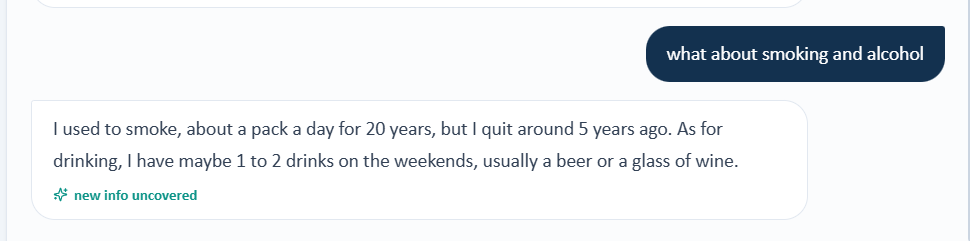 what about smoking and alcohol
I used to smoke, about a pack a day for 20 years, but I quit around 5 years ago. As for
drinking, I have maybe 1 to 2 drinks on the weekends, usually a beer or a glass of wine.
new info uncovered